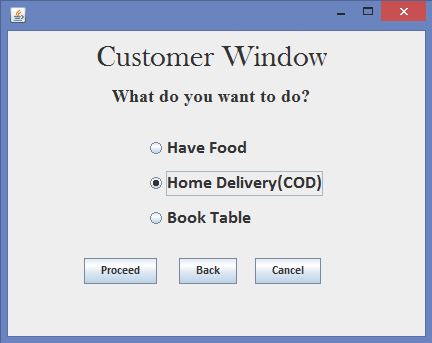 Customer Window
What do you want to do?
Have Food
Home Delivery(COD)
Book Table
Proceed Back Cancel